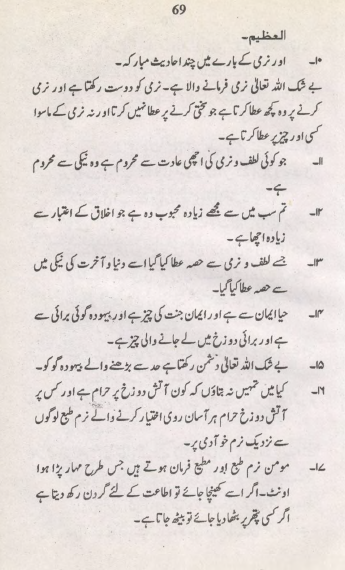 69
العظیم۔
۱۰۔ اور نرمی کے بارے میں چند احادیث مبارکہ۔
بے شک اللہ تعالیٰ نرمی فرمانے والا ہے۔ نرمی کو دوست رکھتا ہے اور نرمی
کرنے پر وہ کچھ عطا کرتا ہے جو سختی کرنے پر عطا نہیں کرتا اور نہ نرمی کے ماسوا
کسی اور چیز پر عطا کرتا ہے۔
۱۱۔ جو کوئی لطف و نرمی کی اچھی عادت سے محروم ہے وہ نیکی سے محروم
ہے۔
۱۲۔ تم سب میں سے مجھے زیادہ محبوب وہ ہے جو اخلاق کے اعتبار سے
زیادہ اچھا ہے۔
۱۳۔ جسے لطف و نرمی سے حصہ عطا کیا گیا اسے دنیا و آخرت کی نیکی میں
سے حصہ عطا کیا گیا۔
۱۴۔ حیا ایمان سے ہے اور ایمان جنت کی چیز ہے اور بیہودہ گوئی برائی سے
ہے اور برائی دوزخ میں لے جانے والی چیز ہے۔
۱۵۔ بے شک اللہ تعالیٰ دشمن رکھتا ہے حد سے بڑھنے والے بیہودہ گو کو۔
۱۶۔ کیا میں تمہیں نہ بتاؤں کہ کون آتش دوزخ پر حرام ہے اور کس پر
آتش دوزخ حرام ہر آسان روی اختیار کرنے والے نرم طبع لوگوں
سے نزدیک نرم خو آدمی پر۔
۱۷۔ مومن نرم طبع اور مطیع فرمان ہوتے ہیں جس طرح مہار پڑا ہوا
اونٹ۔ اگر اسے کھینچا جائے تو اطاعت کے لئے گردن رکھ دیتا ہے
اگر کسی پتھر پر بٹھا دیا جائے تو بیٹھ جاتا ہے۔